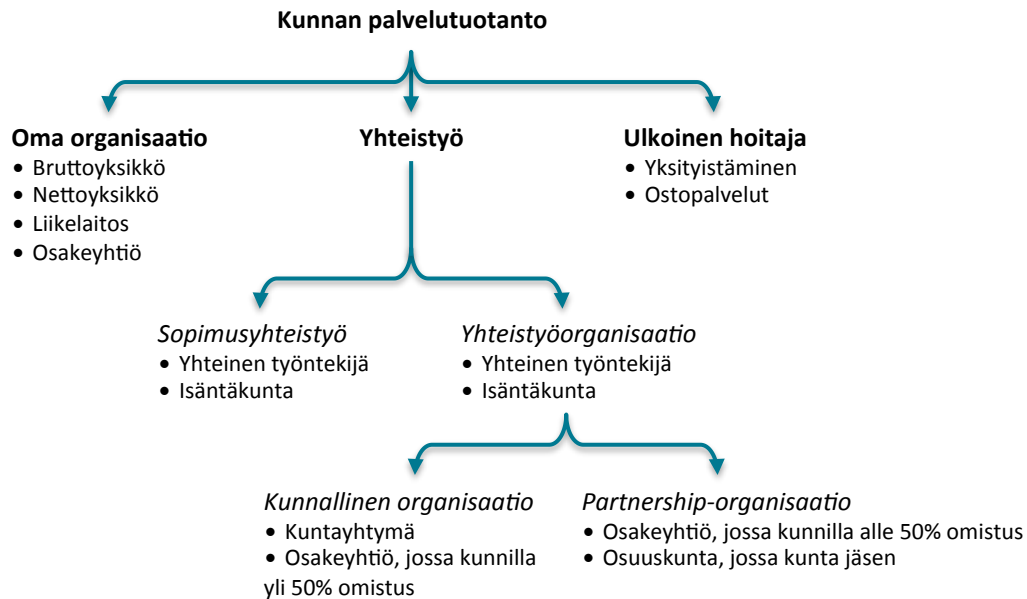 Kunnan palvelutuotanto
Oma organisaatio
• Bruttoyksikkö
• Nettoyksikkö
• Liikelaitos
• Osakeyhtiö
Yhteistyö
Ulkoinen hoitaja
• Yksityistäminen
• Ostopalvelut
Sopimusyhteistyö
• Yhteinen työntekijä
• Isäntäkunta
Yhteistyöorganisaatio
• Yhteinen työntekijä
• Isäntäkunta
Kunnallinen organisaatio
• Kuntayhtymä
• Osakeyhtiö, jossa kunnilla
yli 50% omistus
Partnership-organisaatio
• Osakeyhtiö, jossa kunnilla alle 50% omistus
• Osuuskunta, jossa kunta jäsen